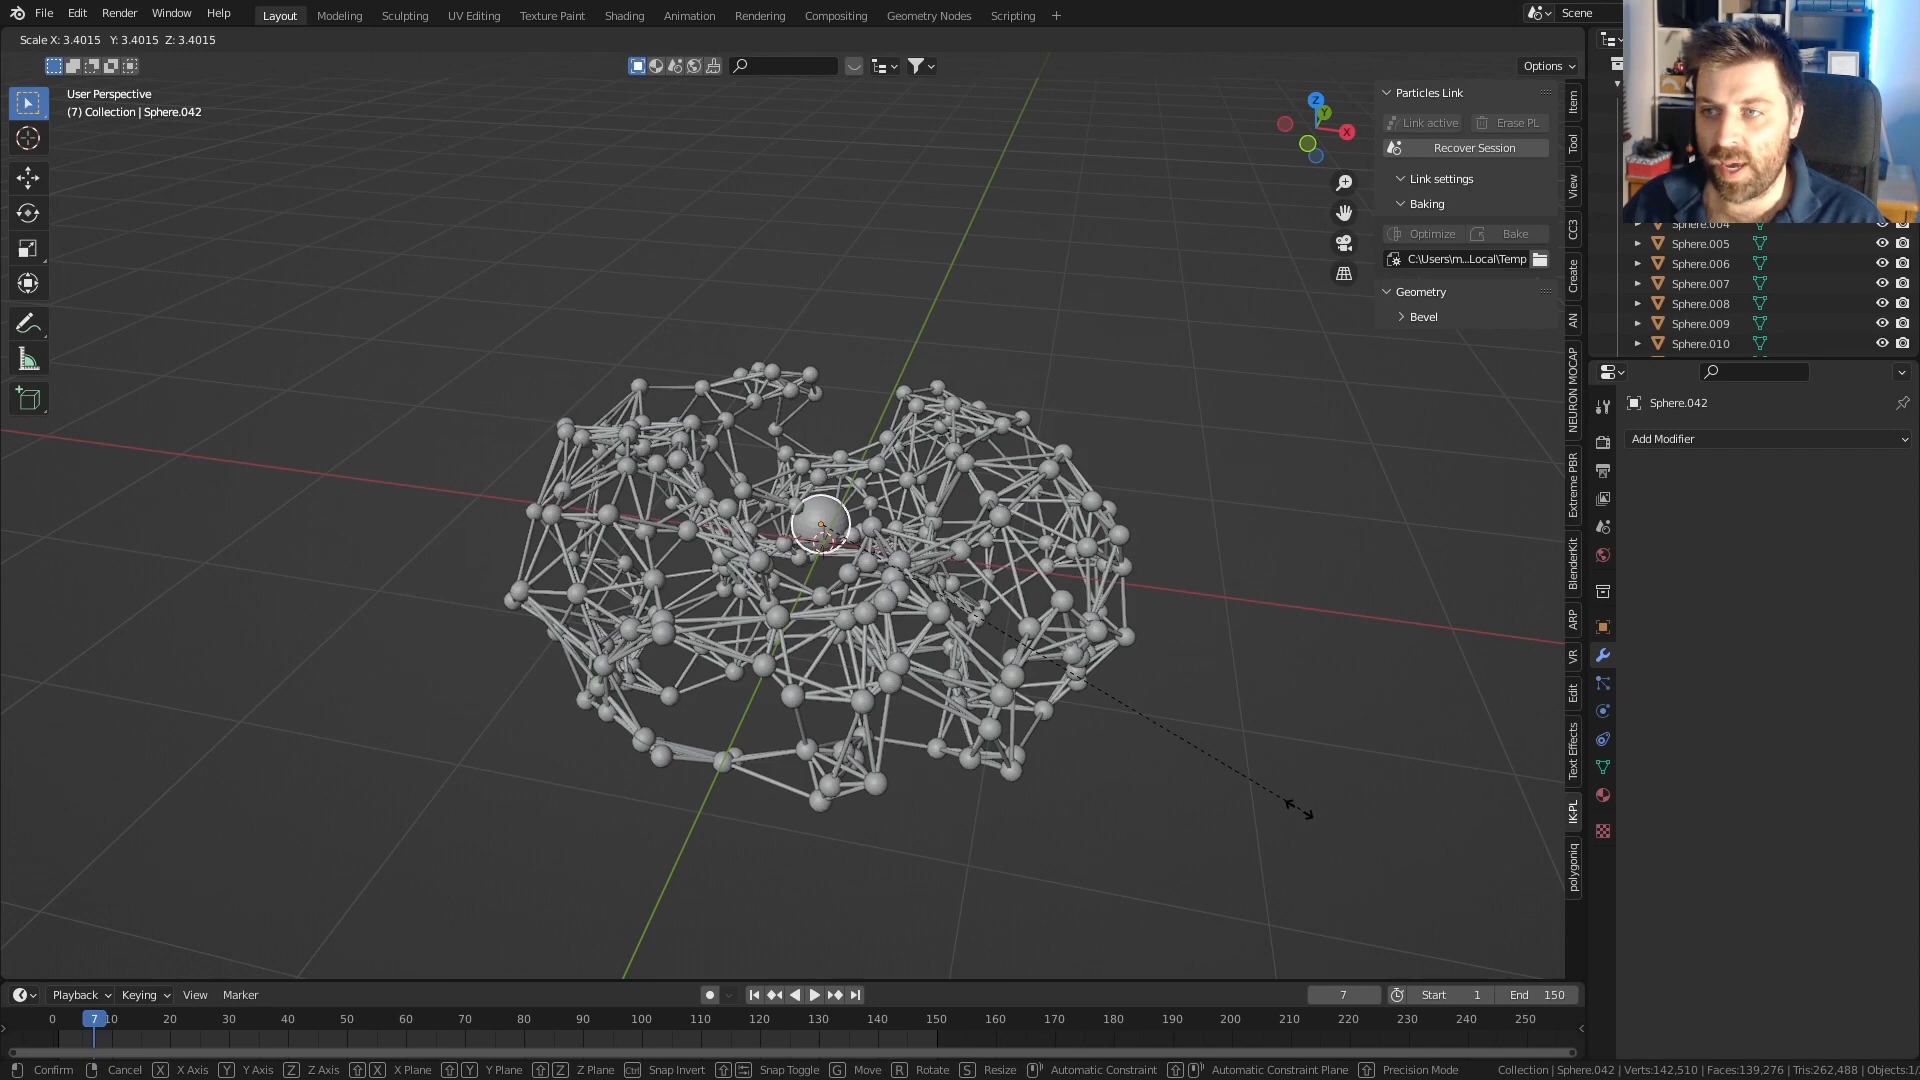 File Edit Render Window Help Layout Modeling Sculpting UV Editing Texture Paint Shading Animation Rendering Compositing Geometry Nodes Scripting Scene
Scale X: 3.4015 Y: 3.4015 Z: 3.4015
Options
User Perspective
(7) Collection | Sphere.042
Z
Y
X
Particles Link
Link active
Erase PL
Recover Session
Link settings
Baking
Optimize
Bake
C:\Users\m...Local\Temp
Geometry
Bevel
Item
Tool
View
CC3
Create
AN
NEURON MOCAP
Extreme PBR
BlenderKit
ARP
VR
Edit
Text Effects
IK-PL
polygoniq
Sphere.004
Sphere.005
Sphere.006
Sphere.007
Sphere.008
Sphere.009
Sphere.010
Sphere.042
Add Modifier
Playback Keying View Marker
7
Start 1
End 150
0 7 10 20 30 40 50 60 70 80 90 100 110 120 130 140 150 160 170 180 190 200 210 220 230 240 250
Confirm Cancel X X Axis Y Y Axis Z Z Axis X X Plane Y Y Plane Z Z Plane Ctrl Snap Invert Snap Toggle G Move R Rotate S Resize Automatic Constraint Automatic Constraint Plane Precision Mode Collection | Sphere.042 | Verts:142,510 | Faces:139,276 | Tris:262,488 | Objects:1/